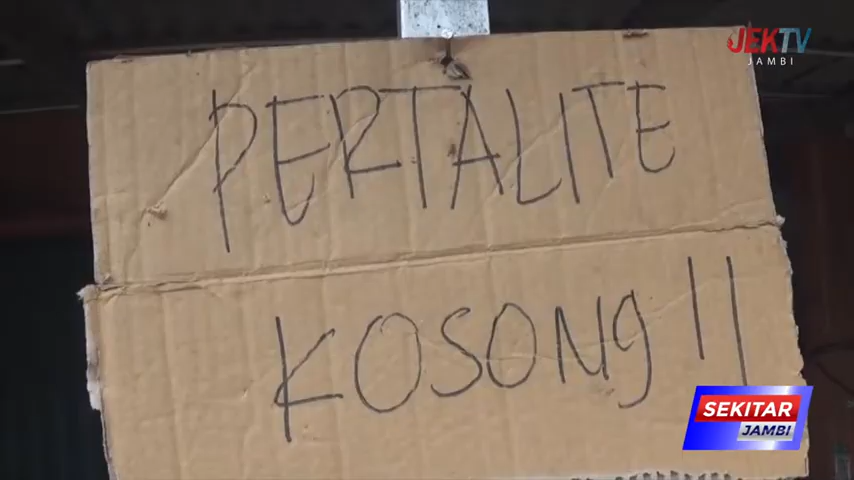 JEKTV
JAMBI
PERTALITE
KOSONg !!
SEKITAR
JAMBI